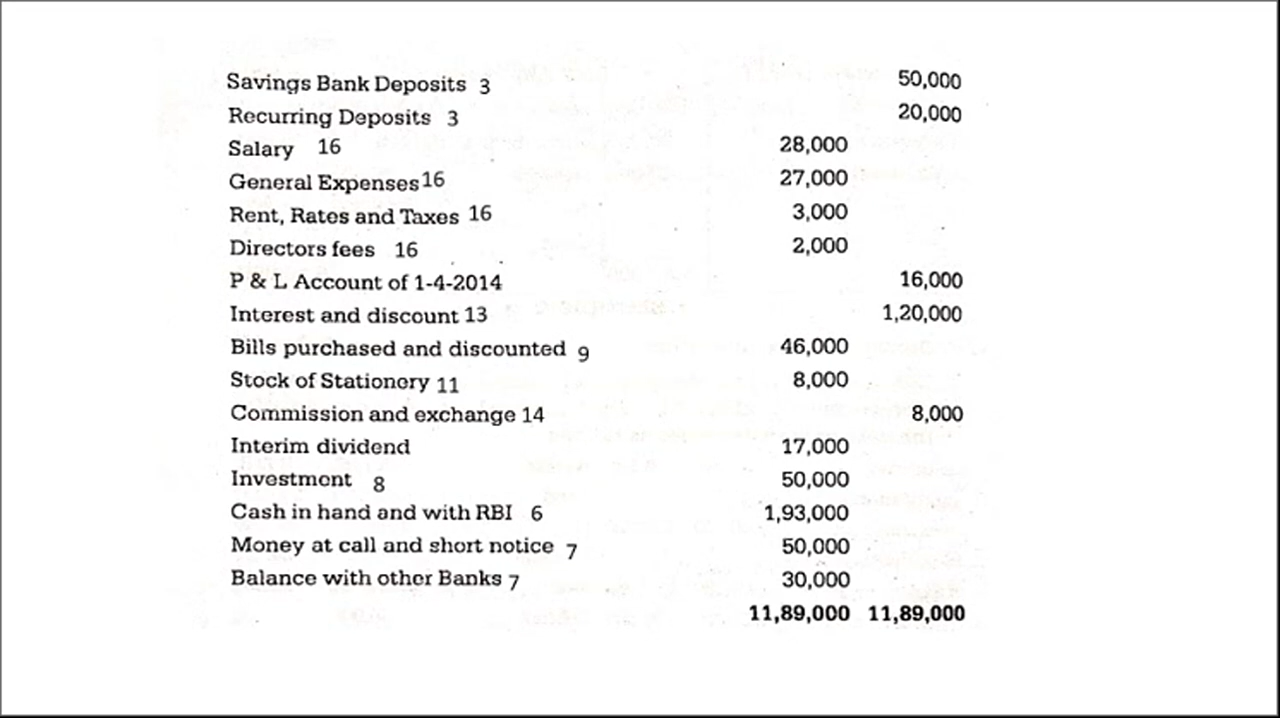 Savings Bank Deposits 3 50,000
Recurring Deposits 3 20,000
Salary 16 28,000
General Expenses 16 27,000
Rent, Rates and Taxes 16 3,000
Directors fees 16 2,000
P & L Account of 1-4-2014 16,000
Interest and discount 13 1,20,000
Bills purchased and discounted 9 46,000
Stock of Stationery 11 8,000
Commission and exchange 14 8,000
Interim dividend 17,000
Investment 8 50,000
Cash in hand and with RBI 6 1,93,000
Money at call and short notice 7 50,000
Balance with other Banks 7 30,000
11,89,000 11,89,000